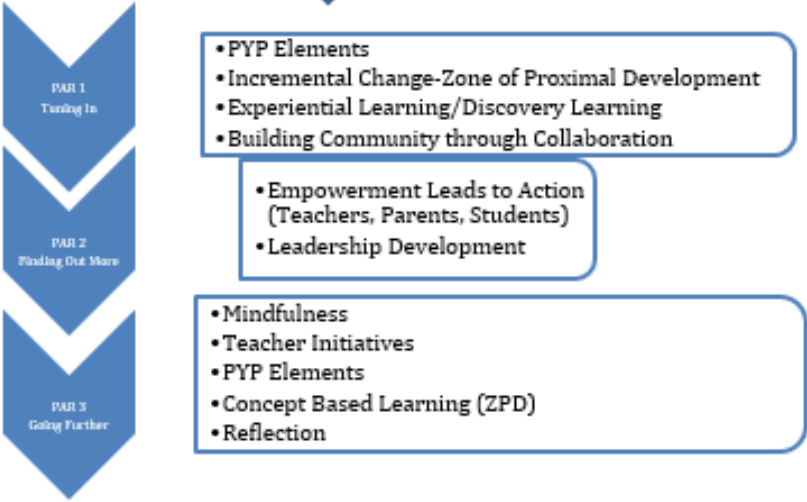 PAR 1
Tuning In
•PYP Elements
•Incremental Change-Zone of Proximal Development
•Experiential Learning/Discovery Learning
•Building Community through Collaboration
PAR 2
Finding Out More
•Empowerment Leads to Action
(Teachers, Parents, Students)
•Leadership Development
PAR 3
Going Further
•Mindfulness
•Teacher Initiatives
•PYP Elements
•Concept Based Learning (ZPD)
•Reflection